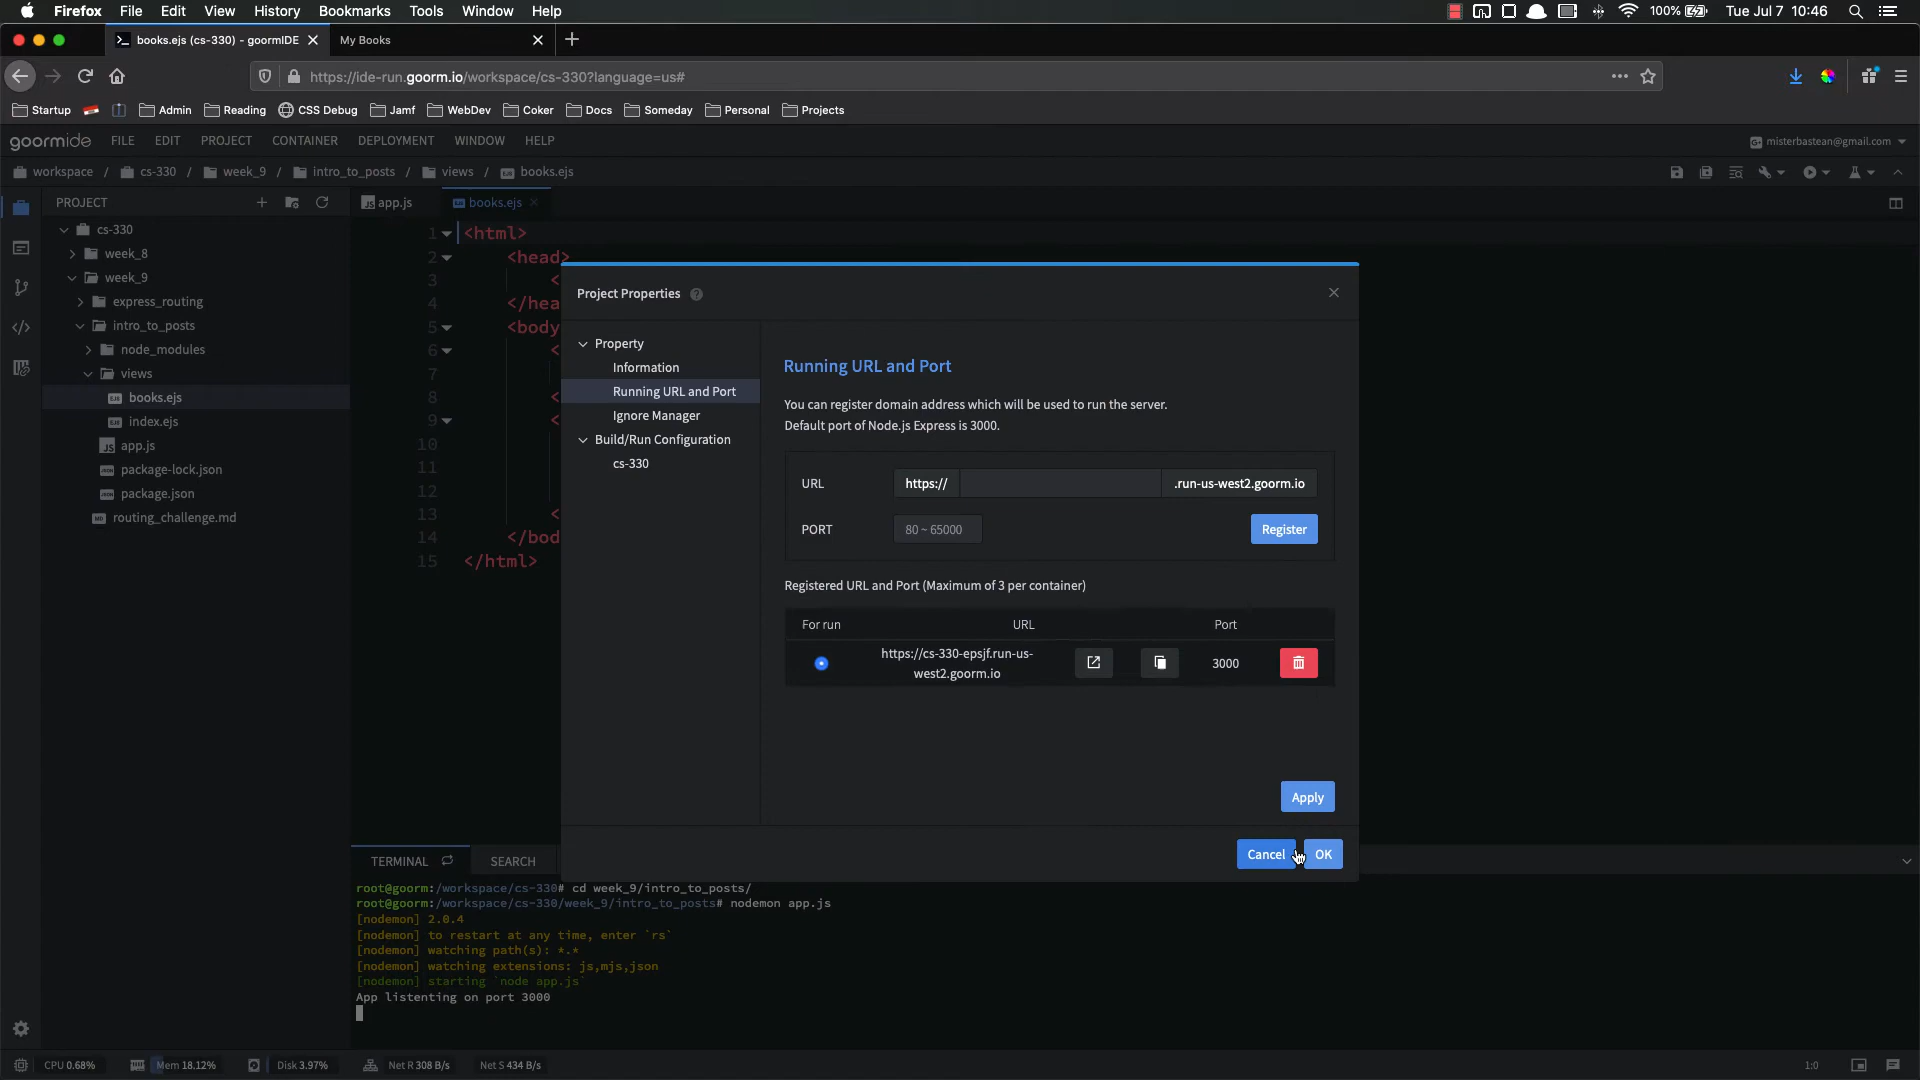 Firefox File Edit View History Bookmarks Tools Window Help 100% Tue Jul 7 10:46
books.ejs (cs-330) - goormIDE My Books
https://ide-run.goorm.io/workspace/cs-330?language=us#
Startup Admin Reading CSS Debug Jamf WebDev Coker Docs Someday Personal Projects
goormide FILE EDIT PROJECT CONTAINER DEPLOYMENT WINDOW HELP misterbastean@gmail.com
workspace / cs-330 / week_9 / intro_to_posts / views / books.ejs
PROJECT
app.js books.ejs
cs-330
week_8
week_9
express_routing
intro_to_posts
node_modules
views
books.ejs
index.ejs
app.js
package-lock.json
package.json
routing_challenge.md
1 <html>
2 <head>
3 <
4 </hea
5 <body
6 <
7
8 <
9 <
10
11
12
13 <
14 </bod
15 </html>
Project Properties ?
Property
Information
Running URL and Port
Ignore Manager
Build/Run Configuration
cs-330
Running URL and Port
You can register domain address which will be used to run the server.
Default port of Node.js Express is 3000.
URL https:// .run-us-west2.goorm.io
PORT 80 ~ 65000 Register
Registered URL and Port (Maximum of 3 per container)
For run URL Port
https://cs-330-epsjf.run-us-
west2.goorm.io 3000
Apply
Cancel OK
TERMINAL SEARCH
root@goorm:/workspace/cs-330# cd week_9/intro_to_posts/
root@goorm:/workspace/cs-330/week_9/intro_to_posts# nodemon app.js
[nodemon] 2.0.4
[nodemon] to restart at any time, enter `rs`
[nodemon] watching path(s): *.*
[nodemon] watching extensions: js,mjs,json
[nodemon] starting `node app.js`
App listenting on port 3000
CPU 0.68% Mem 18.12% Disk 3.97% Net R 308 B/s Net S 434 B/s 1:0